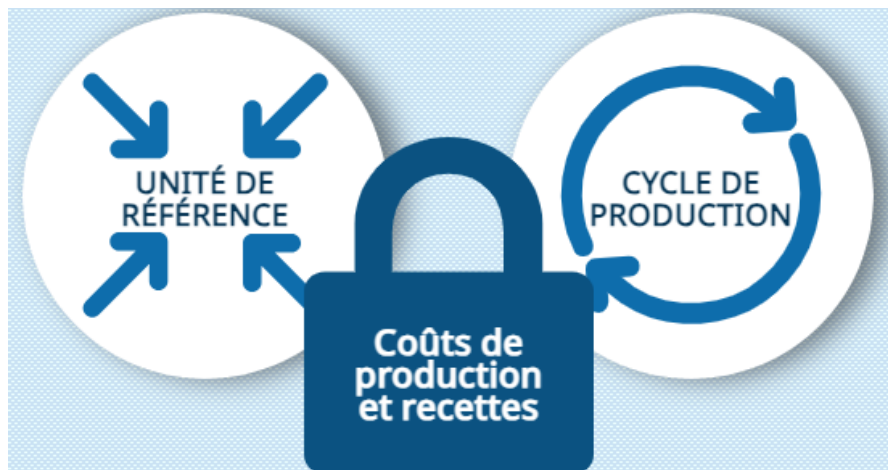 UNITÉ DE
RÉFÉRENCE
CYCLE DE
PRODUCTION
Coûts de
production
et recettes